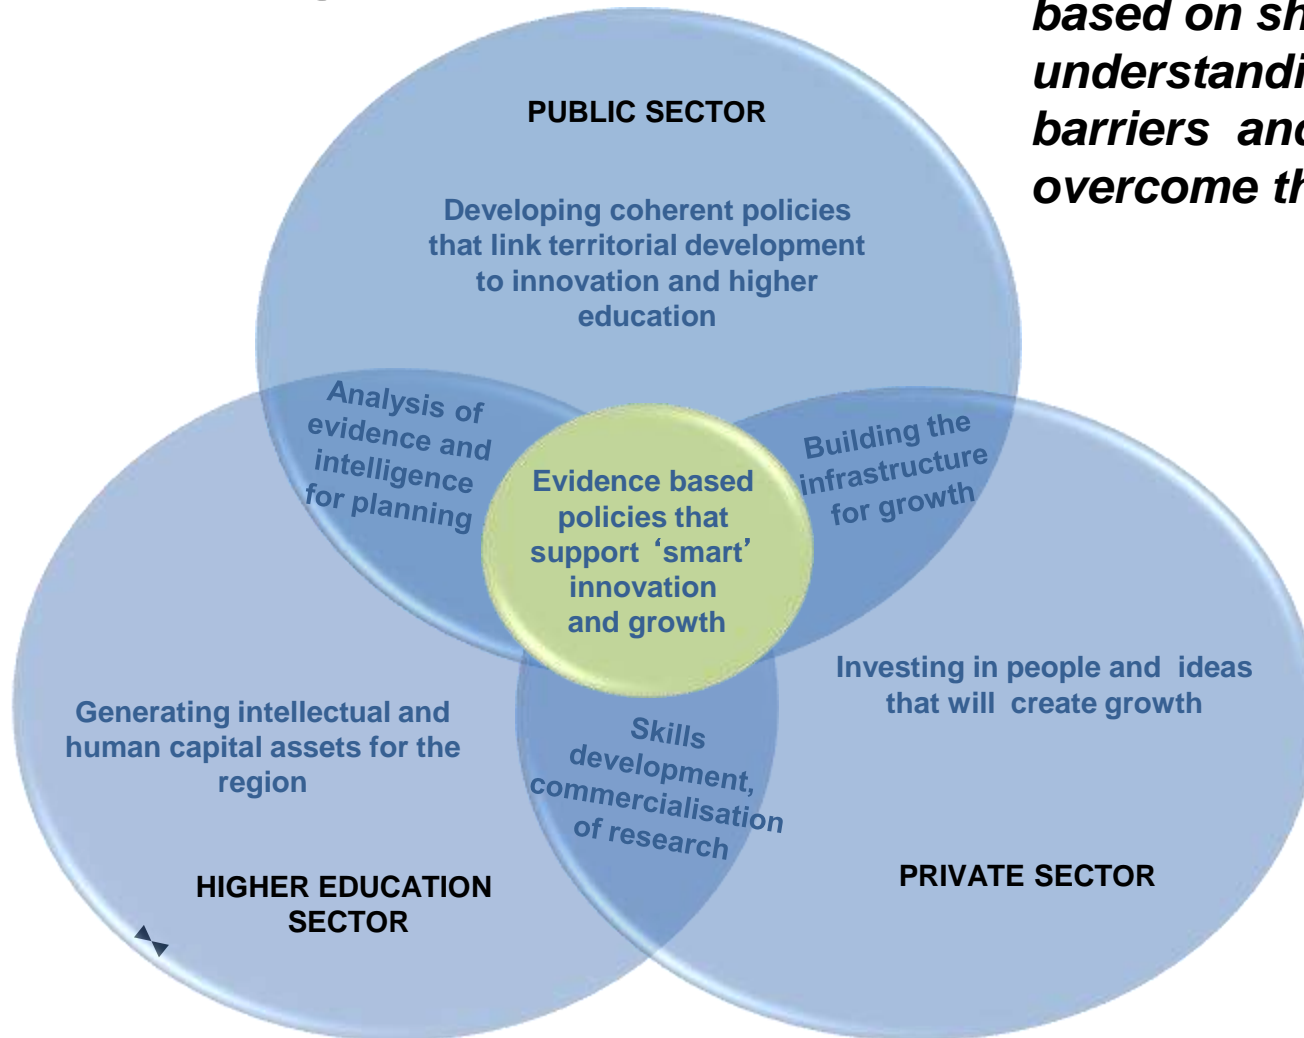 based on
understandi
barriers
overcome
PUBLIC SECTOR
Developing coherent policies
that link territorial development
to innovation and higher
education
Analysis of
evidence and
intelligence
for planning
Building the
infrastructure
for growth
Evidence based
policies that
support ‘smart’
innovation
and growth
Investing in people and ideas
that will create growth
Generating intellectual and
human capital assets for the
region
Skills
development,
commercialisation
of research
HIGHER EDUCATION
SECTOR
PRIVATE SECTOR